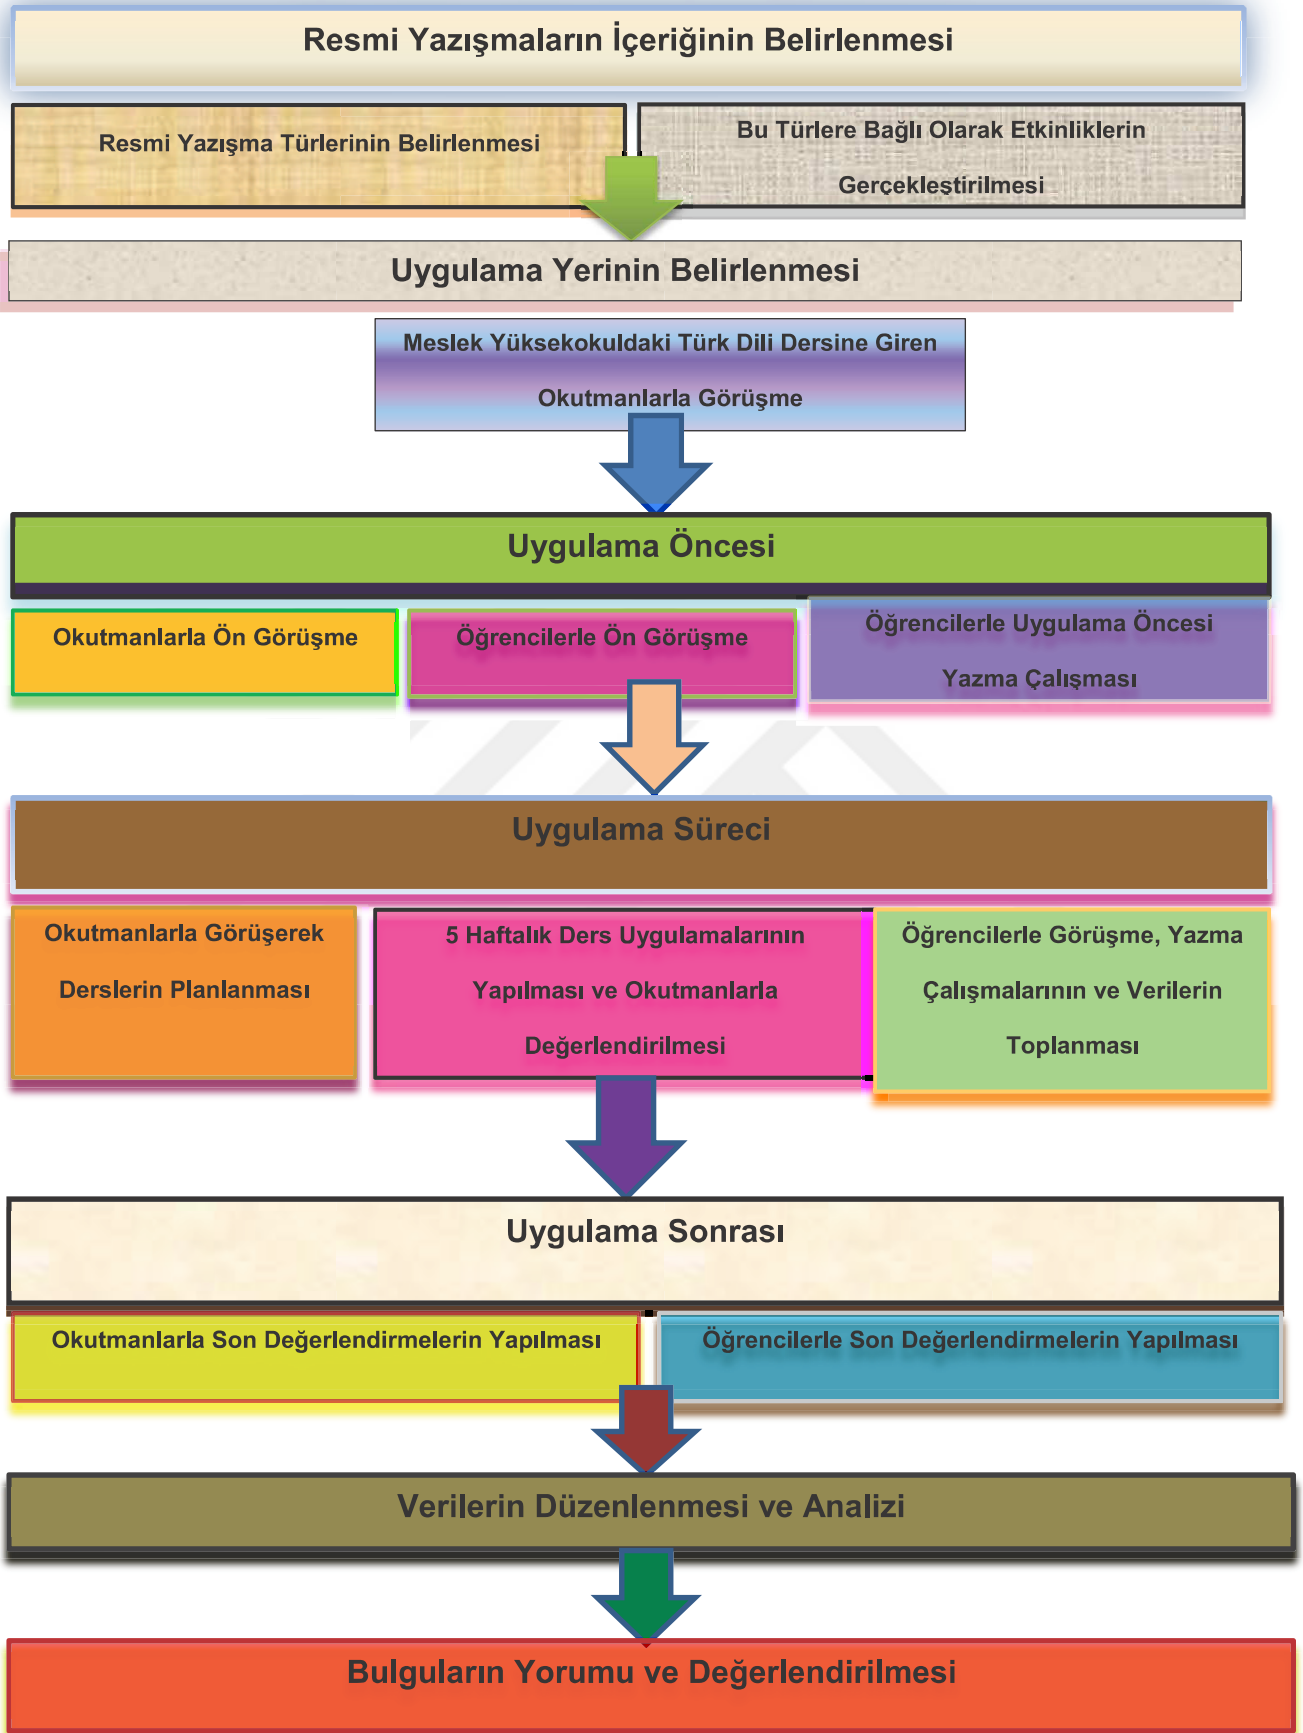 Resmi Yazışmaların İçeriğinin Belirlenmesi
Resmi Yazışma Türlerinin Belirlenmesi
Bu Türlere Bağlı Olarak Etkinliklerin
Gerçekleştirilmesi
Uygulama Yerinin Belirlenmesi
Meslek Yüksekokuldaki Türk Dili Dersine Giren
Okutmanlarla Görüşme
Uygulama Öncesi
Okutmanlarla Ön Görüşme
Öğrencilerle Ön Görüşme
Öğrencilerle Uygulama Öncesi
Yazma Çalışması
Uygulama Süreci
Okutmanlarla Görüşerek
Derslerin Planlanması
5 Haftalık Ders Uygulamalarının
Yapılması ve Okutmanlarla
Değerlendirilmesi
Öğrencilerle Görüşme, Yazma
Çalışmalarının ve Verilerin
Toplanması
Uygulama Sonrası
Okutmanlarla Son Değerlendirmelerin Yapılması
Öğrencilerle Son Değerlendirmelerin Yapılması
Verilerin Düzenlenmesi ve Analizi
Bulguların Yorumu ve Değerlendirilmesi